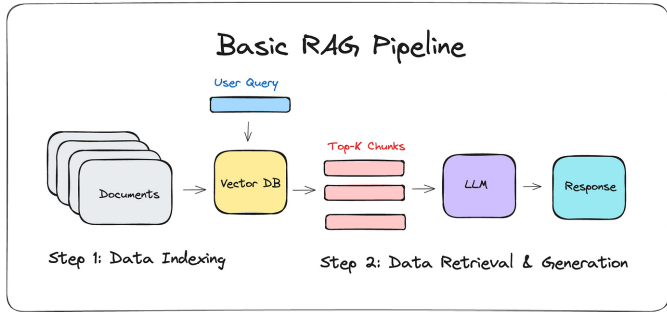 Basic RAG Pipeline
User Query
Top-K Chunks
Documents
Vector DB
LLM
Response
Step 1: Data Indexing
Step 2: Data Retrieval & Generation